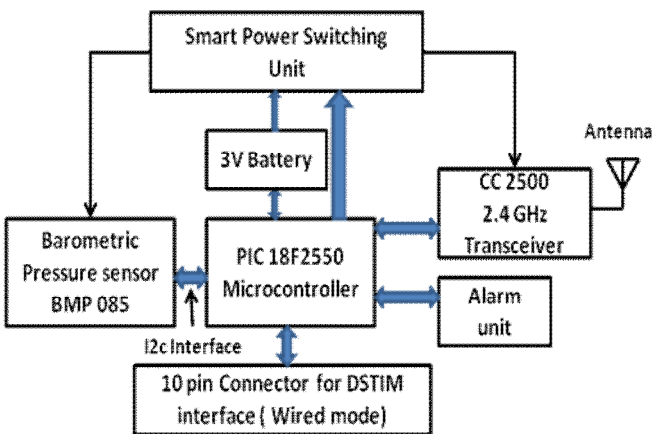 Smart Power Switching
Unit
Antenna
3V Battery
CC 2500
2.4 GHz
Transceiver
Barometric
Pressure sensor
BMP 085
PIC 18F2550
Microcontroller
Alarm
unit
I2c Interface
10 pin Connector for DSTIM
interface ( Wired mode)